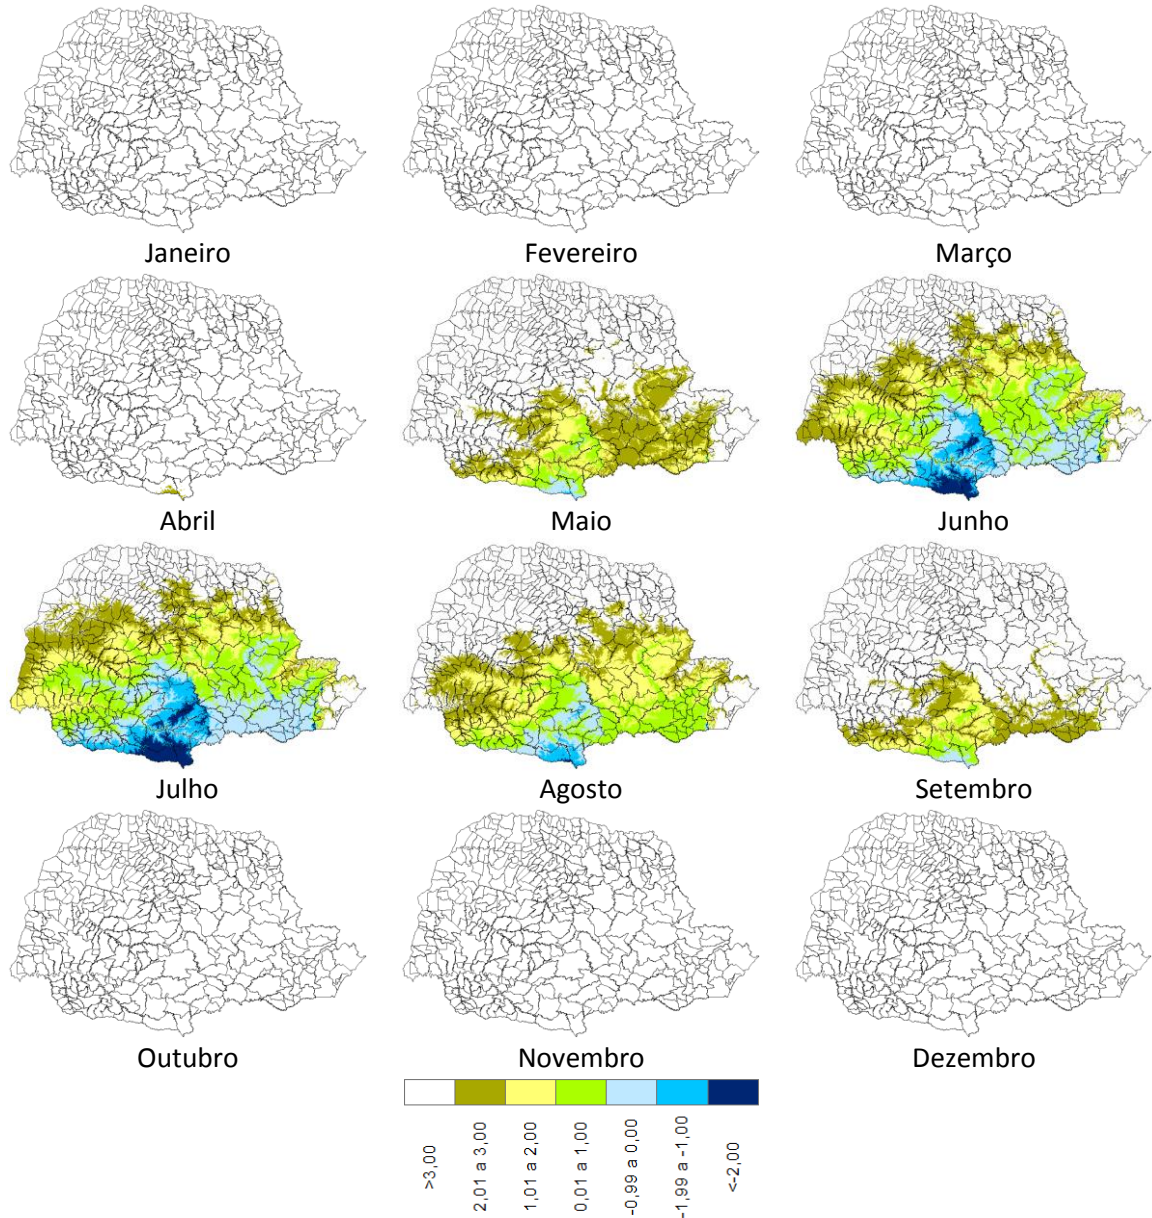 Janeiro
Fevereiro
Março
Abril
Maio
Junho
Julho
Agosto
Setembro
Outubro
Novembro
Dezembro
>3,00
2,01 a 3,00
1,01 a 2,00
0,01 a 1,00
-0,99 a 0,00
-1,99 a -1,00
<-2,00